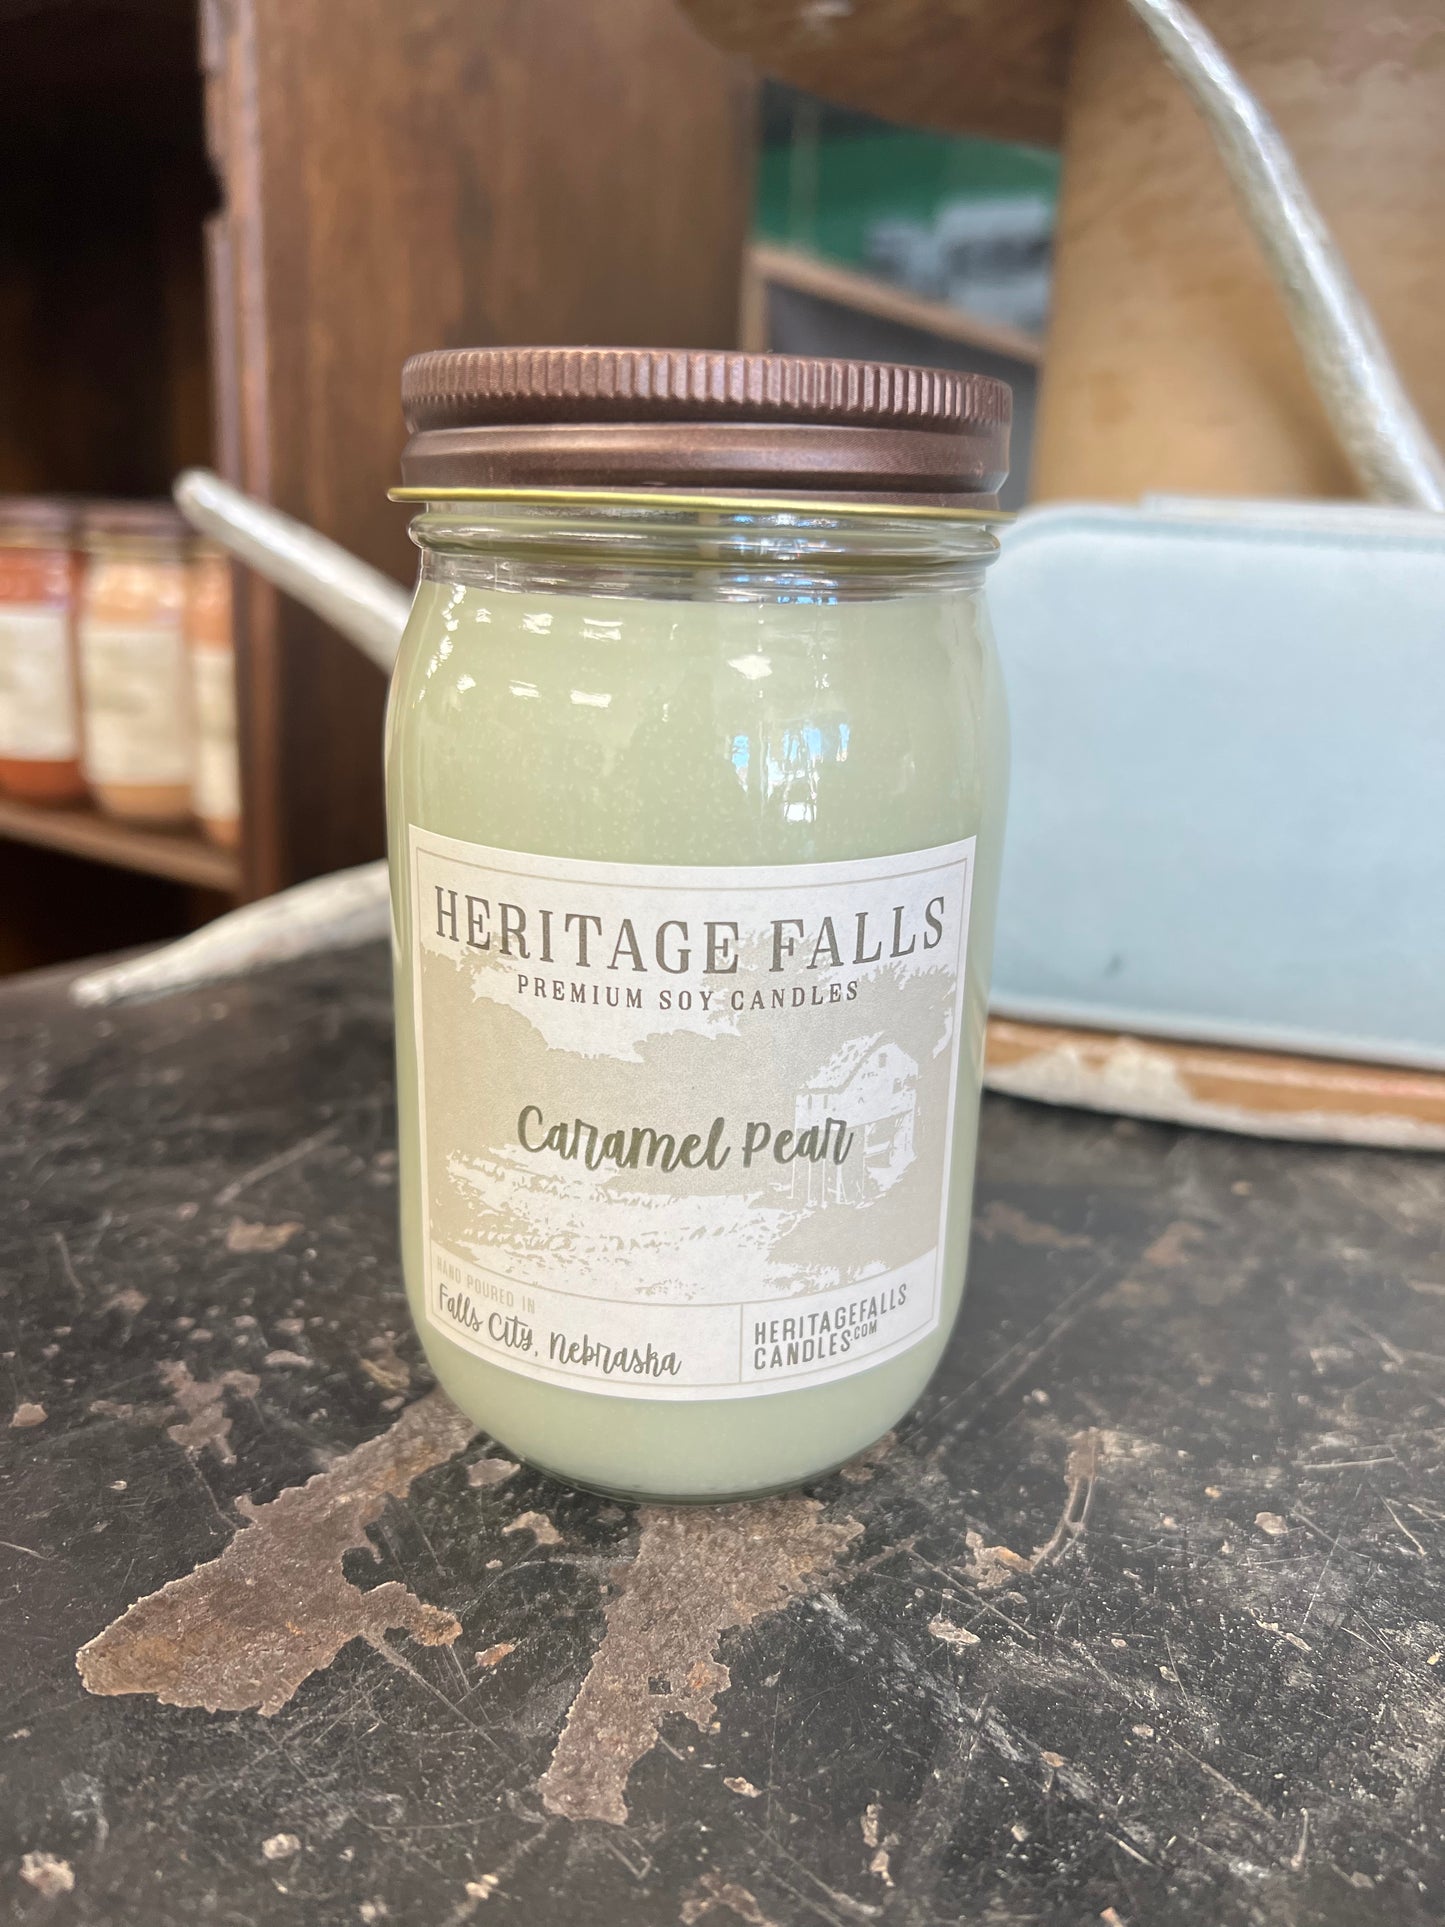 HERITAGE FALLS
PREMIUM SOY CANDLES
Caramel Pear
HAND POURED IN
Falls City, Nebraska
HERITAGEFALLS
CANDLES.COM